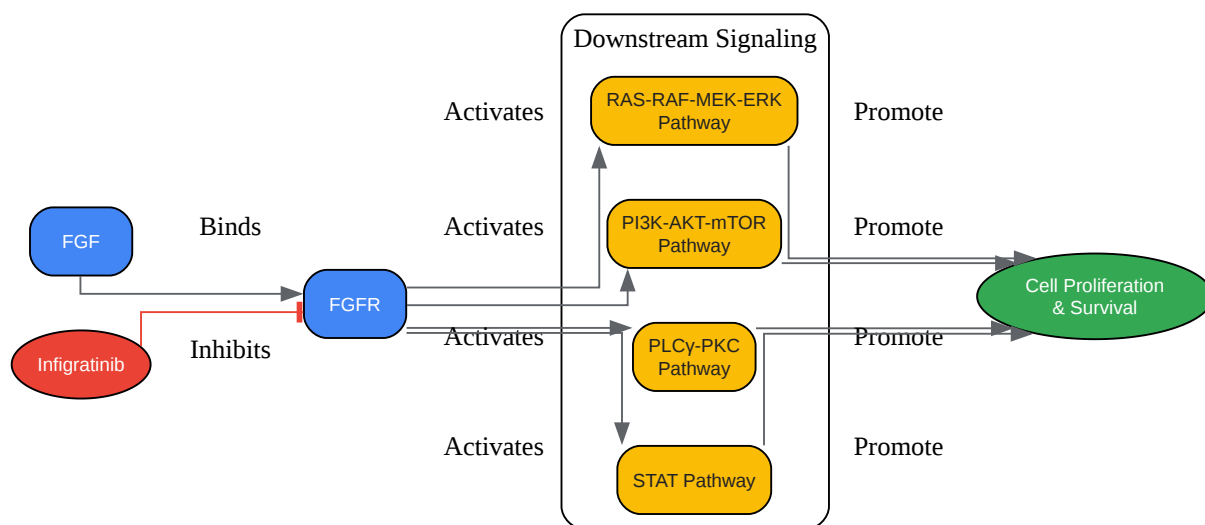 Downstream Signaling
Activates
RAS-RAF-MEK-ERK
Pathway
Promote
FGF
Binds
Activates
PI3K-AKT-mTOR
Pathway
Promote
FGFR
Cell Proliferation
& Survival
Infigratinib
Inhibits
Activates
PLCγ-PKC
Pathway
Promote
Activates
STAT Pathway
Promote